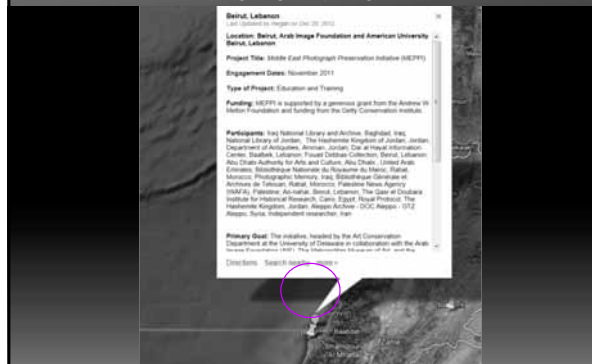 Beirut, Lebanon
Last Updated by megan on Dec 20, 2012
Location: Beirut, Arab Image Foundation and American University
Beirut, Lebanon
Project Title: Middle East Photograph Preservation Initiative (MEPPI)
Engagement Dates: November 2011
Type of Project: Education and Training
Funding: MEPPI is supported by a generous grant from the Andrew W
Mellon Foundation and funding from the Getty Conservation Institute.
Participants: Iraq National Library and Archive, Baghdad, Iraq,
National Library of Jordan, The Hashemite Kingdom of Jordan, Jordan,
Department of Antiquities, Amman, Jordan; Dar al Hayat Information
Center, Baalbek, Lebanon; Fouad Debbas Collection, Beirut, Lebanon;
Abu Dhabi Authority for Arts and Culture, Abu Dhabi, United Arab
Emirates; Bibliothèque Nationale du Royaume du Maroc, Rabat,
Morocco, Photographic Memory, Iraq; Bibliothèque Générale et
Archives de Tetouan, Rabat, Morocco; Palestine News Agency
(WAFA), Palestine; An-nahar, Beirut, Lebanon; The Qasr el Doubara
Institute for Historical Research, Cairo, Egypt; Royal Protocol, The
Hashemite Kingdom, Jordan; Aleppo Archive - DOC Aleppo - GTZ
Aleppo, Syria; Independent researcher, Iran
Primary Goal: The initiative, headed by the Art Conservation
Department at the University of Delaware in collaboration with the Arab
Image Foundation (AIF), The Metropolitan Museum of Art, and the
Directions Search nearby more